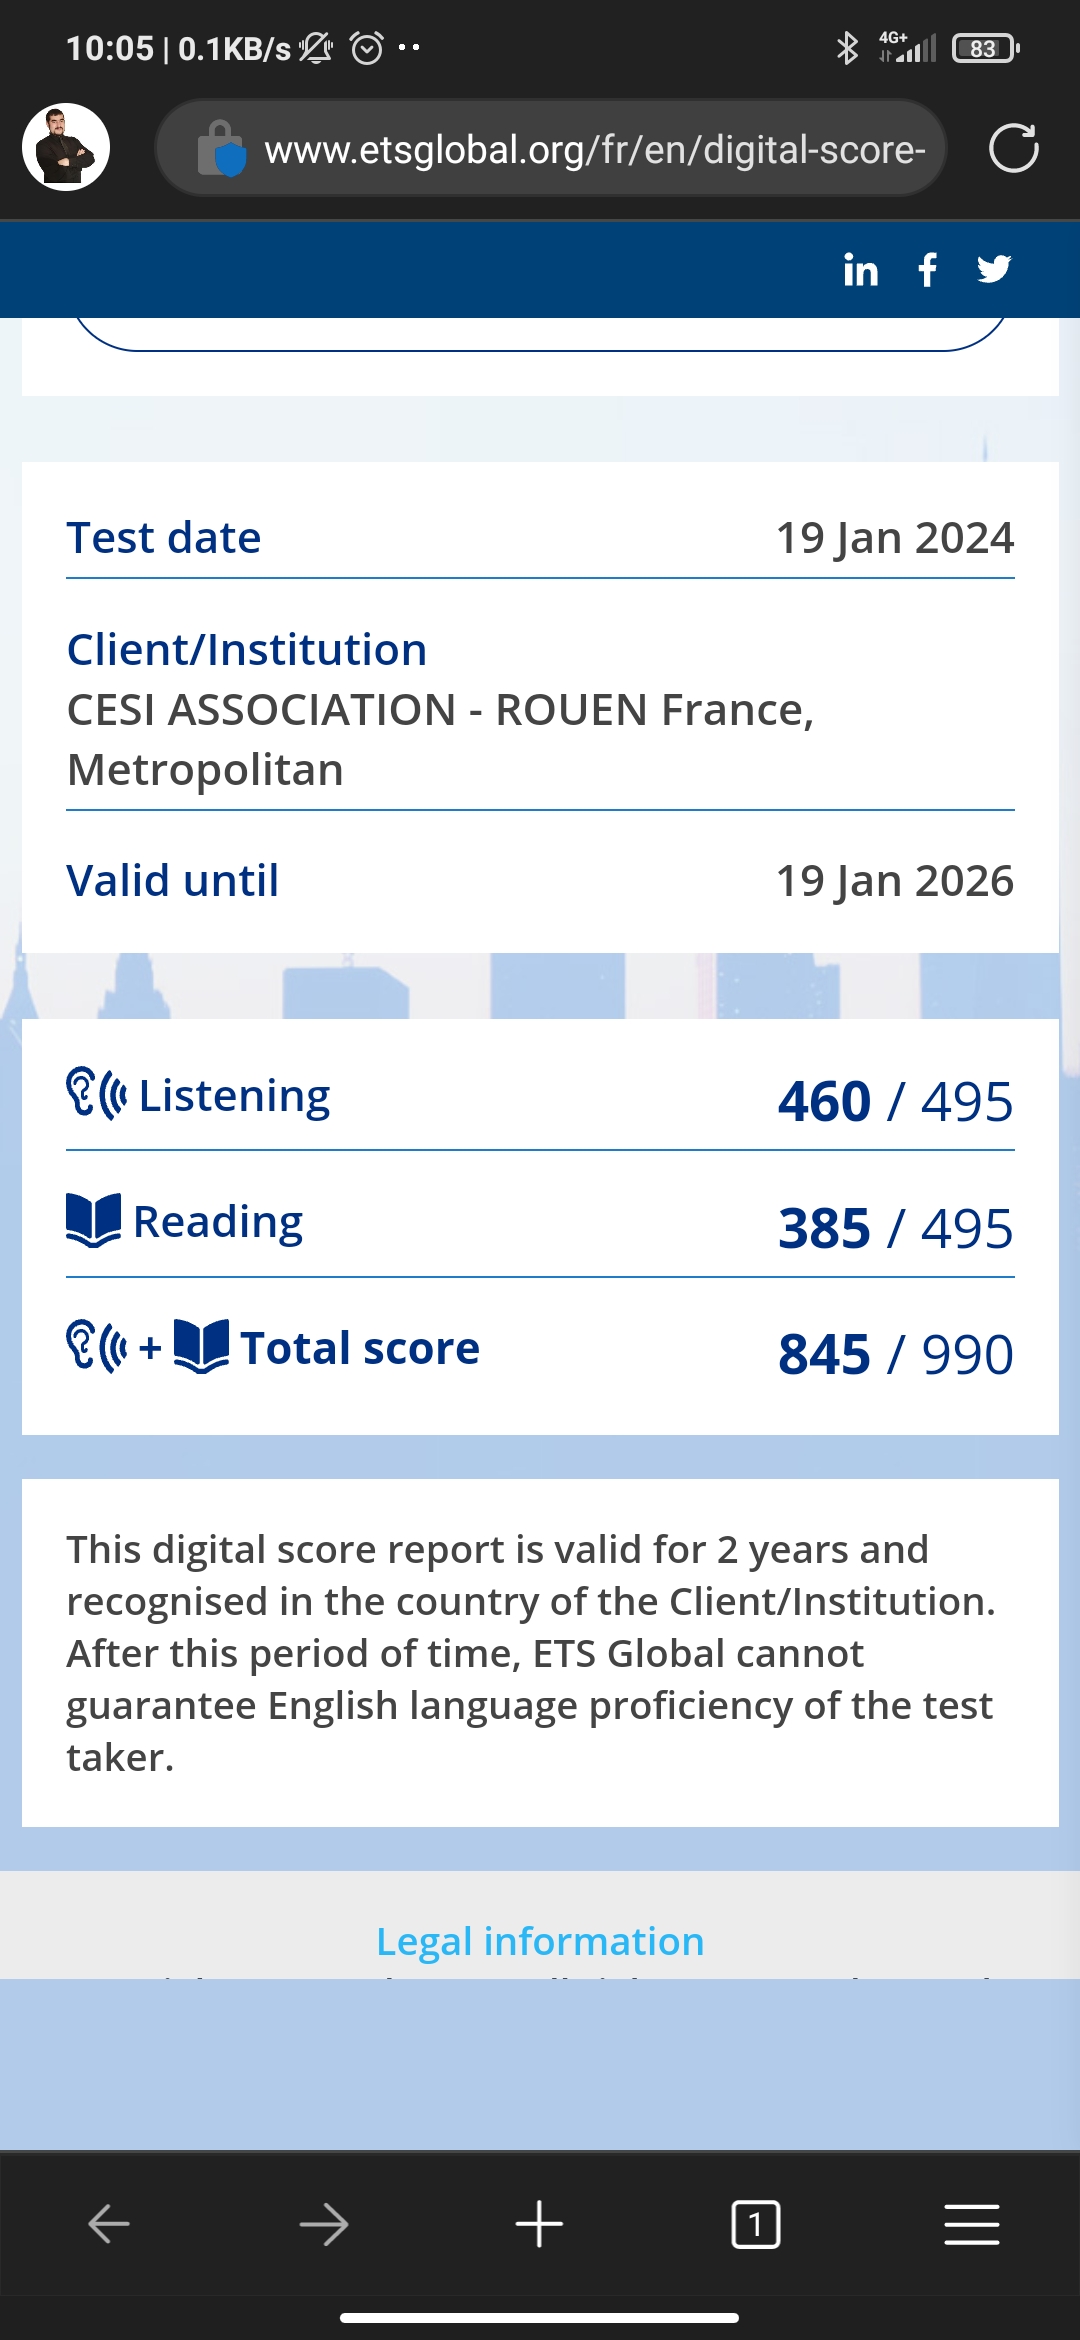 10:05 | 0.1KB/s
4G+
83
www.etsglobal.org/fr/en/digital-score-
in f
Test date 19 Jan 2024
Client/Institution
CESI ASSOCIATION - ROUEN France,
Metropolitan
Valid until 19 Jan 2026
Listening 460 / 495
Reading 385 / 495
+ Total score 845 / 990
This digital score report is valid for 2 years and
recognised in the country of the Client/Institution.
After this period of time, ETS Global cannot
guarantee English language proficiency of the test
taker.
Legal information
1